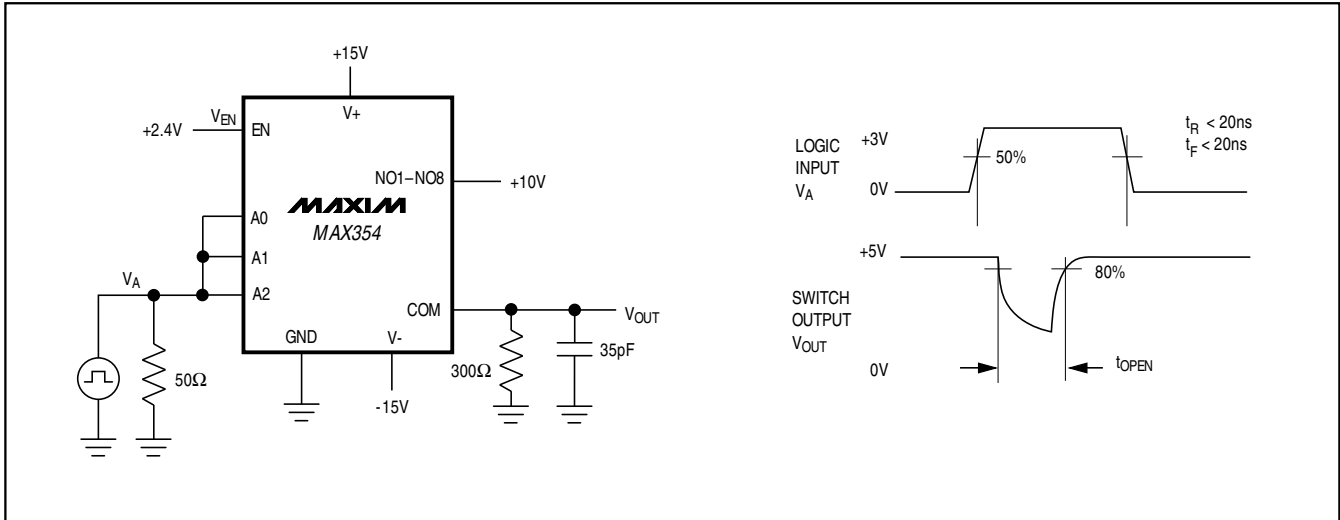 +15V
V+
+2.4V
VEN
EN
NO1–NO8
+10V
MAXIM
MAX354
A0
A1
A2
VA
COM
VOUT
GND
V-
50Ω
-15V
300Ω
35pF
LOGIC
INPUT
VA
+3V
0V
50%
tR < 20ns
tF < 20ns
+5V
80%
SWITCH
OUTPUT
VOUT
0V
tOPEN